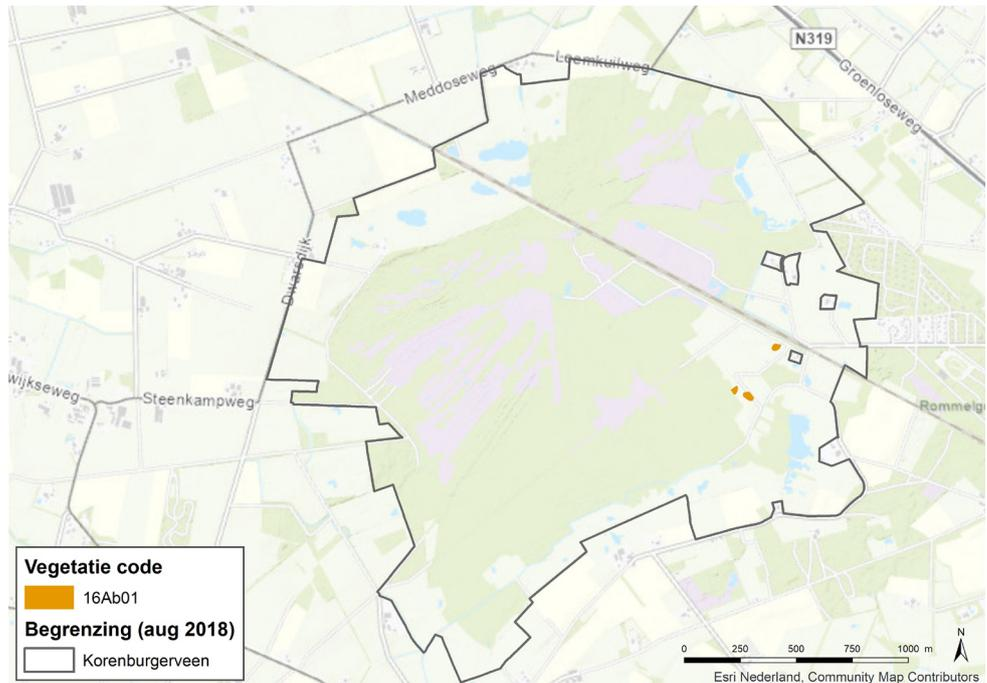 N319
Groenloseweg
Leemkuilweg
Meddoseweg
Dwarsdijk
wijkseweg
Steenkampweg
Rommelg
Vegetatie code
16Ab01
Begrenzing (aug 2018)
Korenburgerveen
0 250 500 750 1000 m
N
Esri Nederland, Community Map Contributors